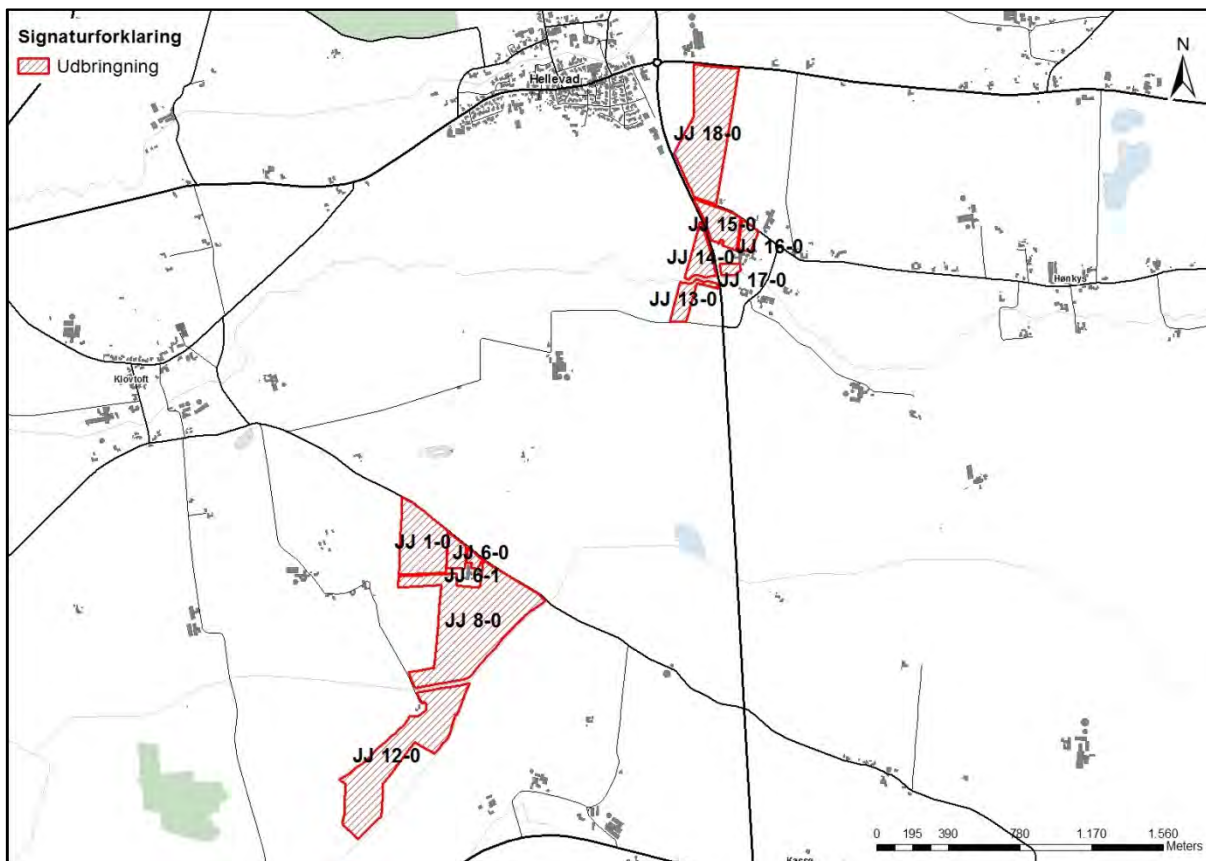 Signaturforklaring
Udbringning
N
Hellevad
JJ 18-0
JJ 15-0
JJ 16-0
JJ 14-0
JJ 17-0
JJ 13-0
Hønkys
Klovtoft
JJ 1-0
JJ 6-0
JJ 6-1
JJ 8-0
JJ 12-0
0 195 390 780 1.170 1.560
Meters